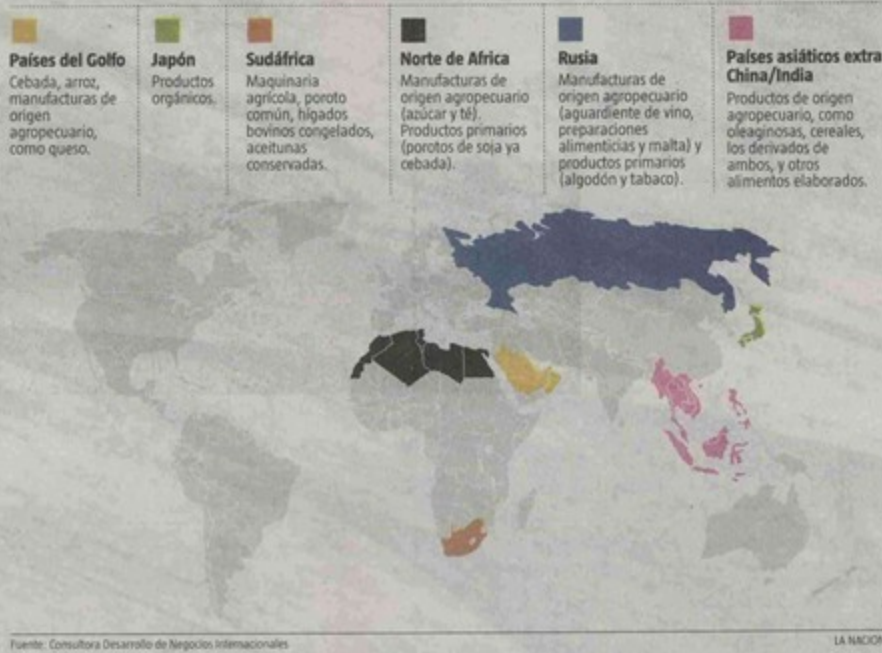 Países del Golfo
Cebada, arroz,
manufacturas de
origen
agropecuario,
como queso.
Japón
Productos
orgánicos.
Sudáfrica
Maquinaria
agrícola, poroto
común, hígados
bovinos congelados,
aceitunas
conservadas.
Norte de Africa
Manufacturas de
origen agropecuario
(azúcar y té).
Productos primarios
(porotos de soja ya
cebada).
Rusia
Manufacturas de
origen agropecuario
(aguardiente de vino,
preparaciones
alimenticias y malta) y
productos primarios
(algodón y tabaco).
Países asiáticos extra
China/India
Productos de origen
agropecuario, como
oleaginosas, cereales,
los derivados de
ambos, y otros
alimentos elaborados.
Fuente: Consultora Desarrollo de Negocios Internacionales
LA NACION